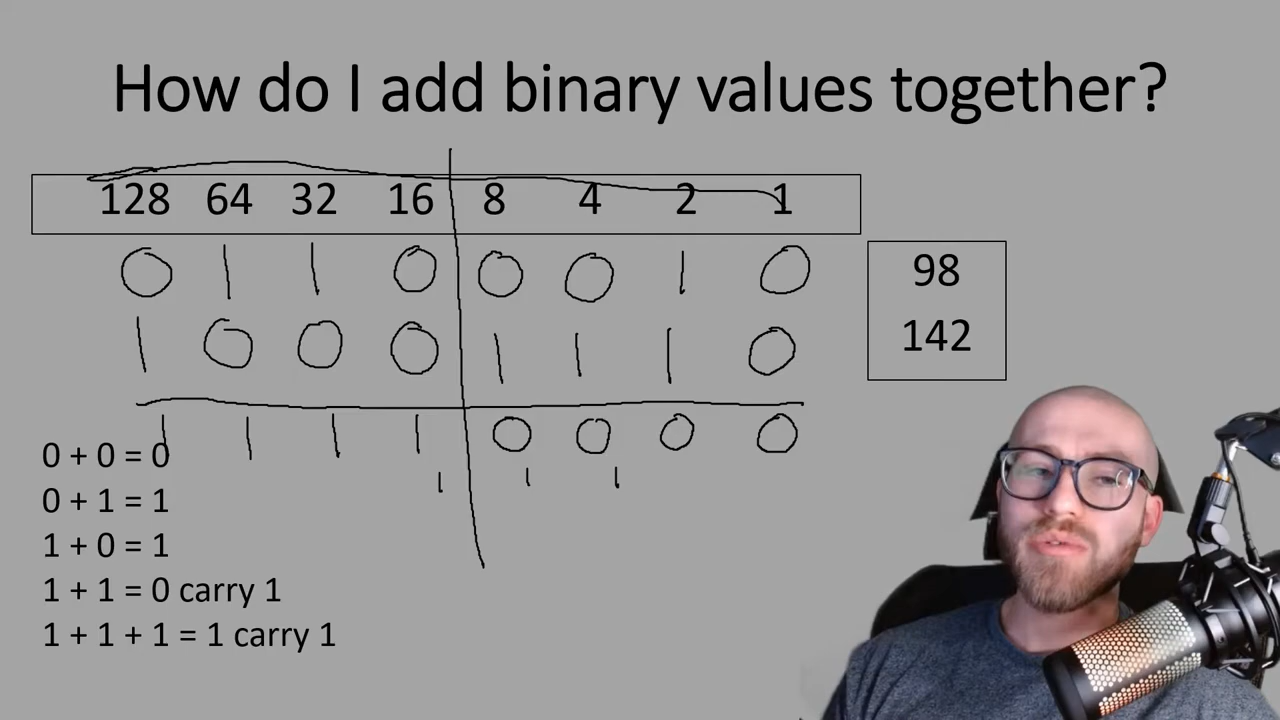 How do I add binary values together?
128 64 32 16 8 4 2 1
0 1 1 0 0 0 1 0
98
1 0 0 0 1 1 1 0
142
1 1 1 1 0 0 0 0
1 1 1
0 + 0 = 0
0 + 1 = 1
1 + 0 = 1
1 + 1 = 0 carry 1
1 + 1 + 1 = 1 carry 1